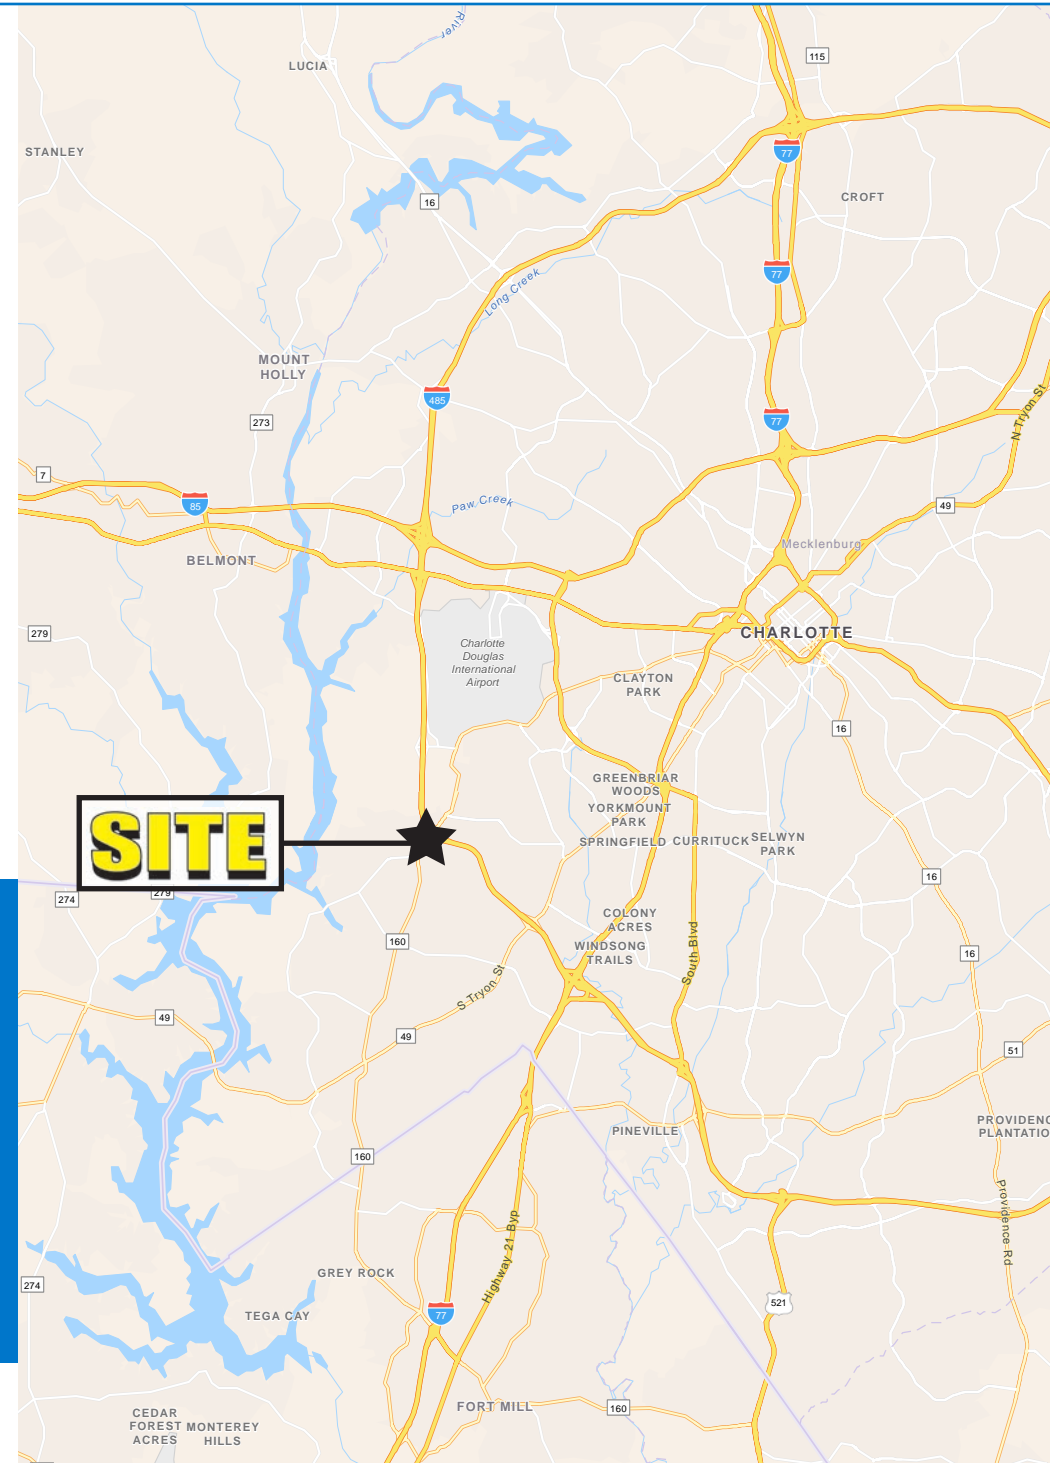 River
115
LUCIA
STANLEY
77
CROFT
16
77
Long Creek
MOUNT
HOLLY
485
N Tryon St
77
273
7
85
Paw Creek
49
Mecklenburg
BELMONT
279
CHARLOTTE
Charlotte
Douglas
International
Airport
CLAYTON
PARK
16
GREENBRIAR
WOODS
YORKMOUNT
PARK
SPRINGFIELD
CURRITUCK
SELWYN
PARK
SITE
279
274
16
COLONY
ACRES
160
WINDSONG
TRAILS
South Blvd
16
S Tryon St
49
49
51
PINEVILLE
PROVIDENC
PLANTATIO
160
Providence Rd
Highway 21 Byp
GREY ROCK
274
TEGA CAY
77
521
FORT MILL
160
CEDAR
FOREST
ACRES
MONTEREY
HILLS